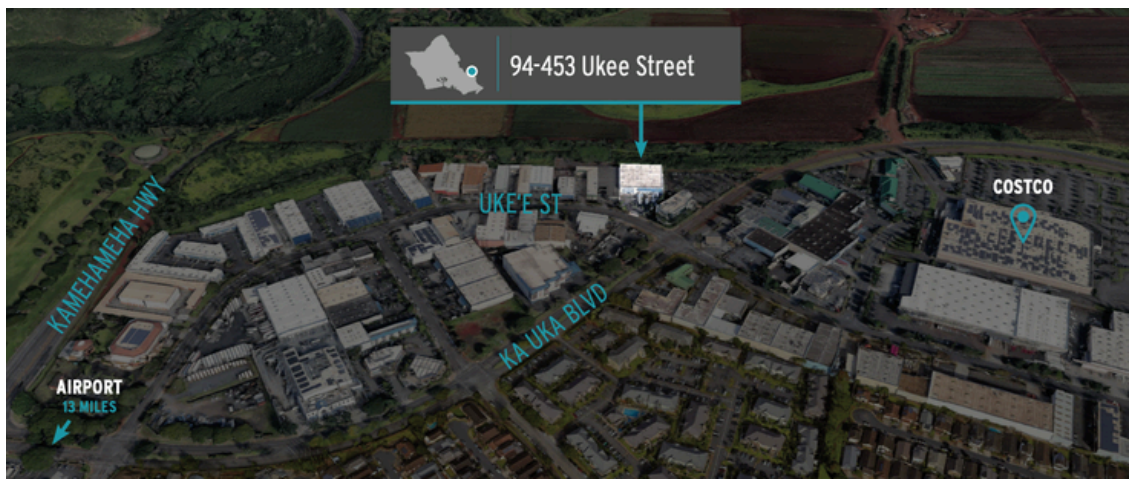 94-453 Ukee Street
COSTCO
UKE'E ST
KAMEHAMEHA HWY
KA UKA BLVD
AIRPORT
13 MILES